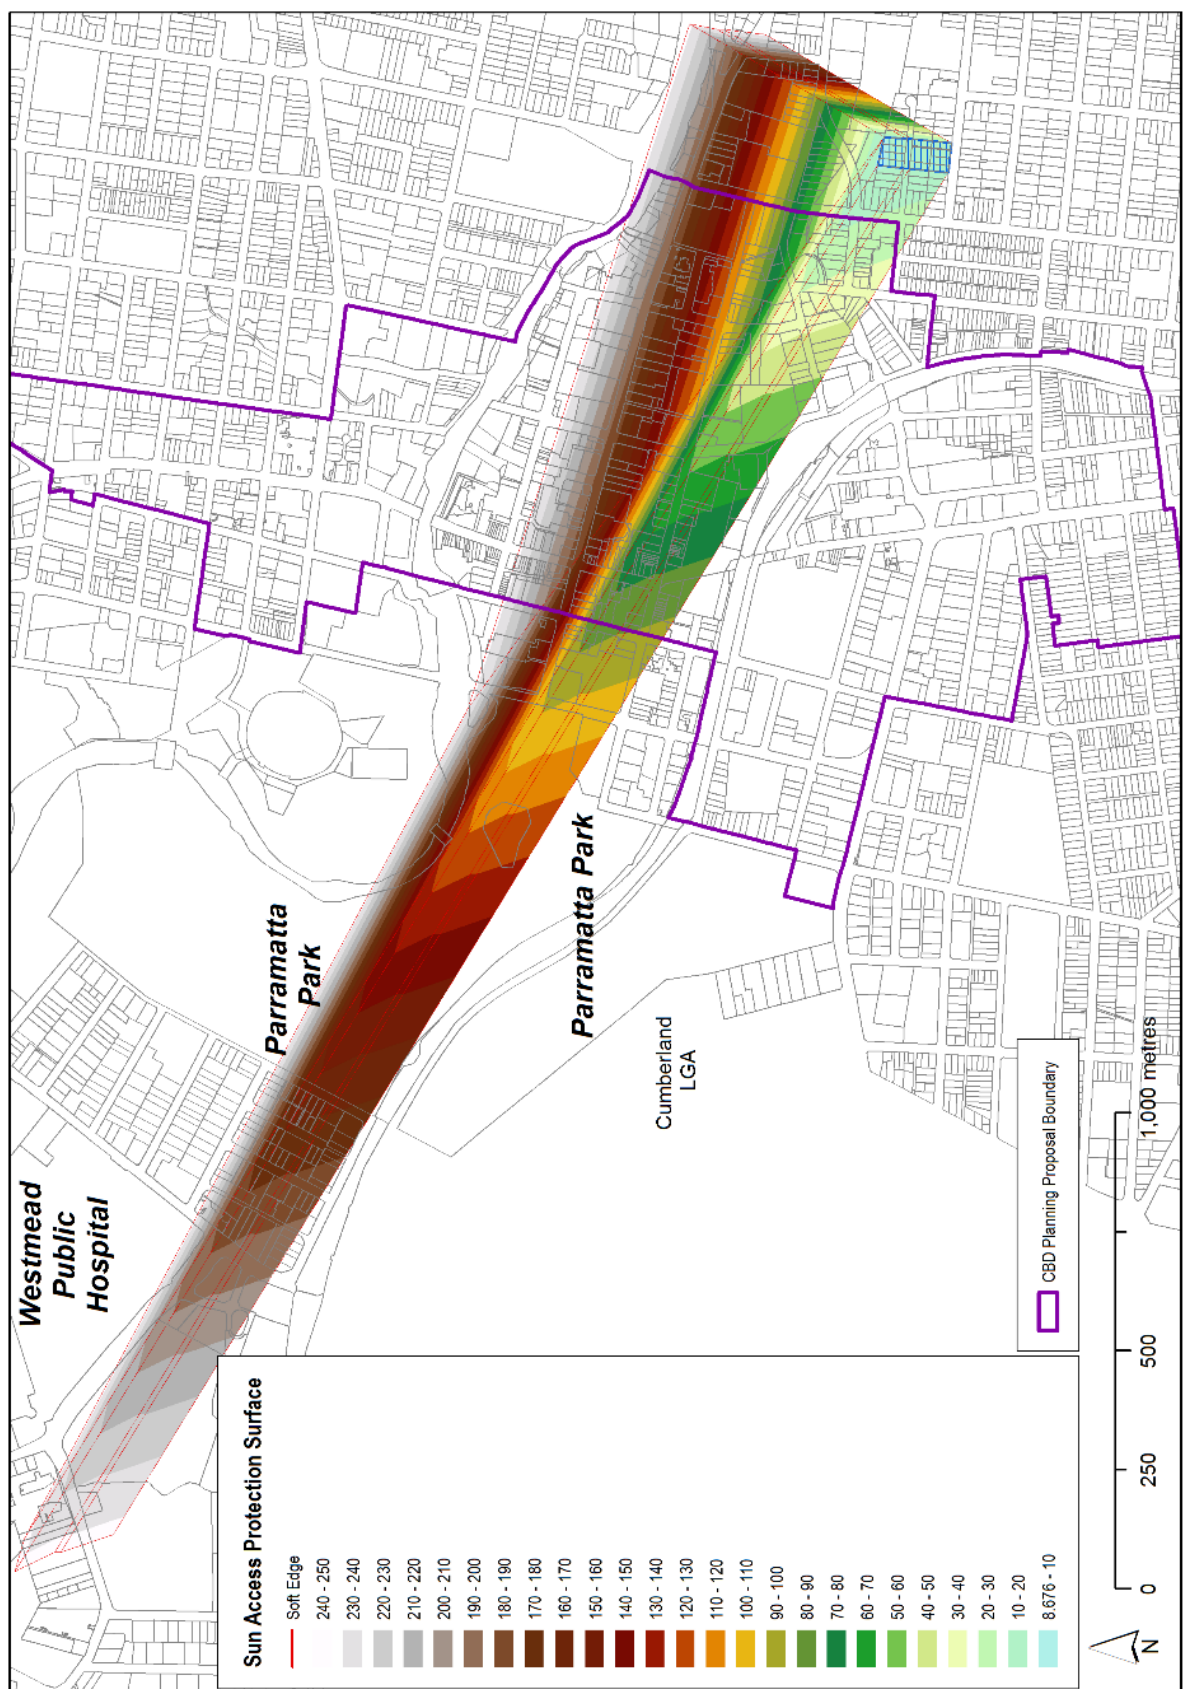 Westmead
Public
Hospital
Parramatta
Park
Parramatta Park
Cumberland
LGA
Sun Access Protection Surface
Soft Edge
240 - 250
230 - 240
220 - 230
210 - 220
200 - 210
190 - 200
180 - 190
170 - 180
160 - 170
150 - 160
140 - 150
130 - 140
120 - 130
110 - 120
100 - 110
90 - 100
80 - 90
70 - 80
60 - 70
50 - 60
40 - 50
30 - 40
20 - 30
10 - 20
8.676 - 10
CBD Planning Proposal Boundary
N
0 250 500 1,000 metres